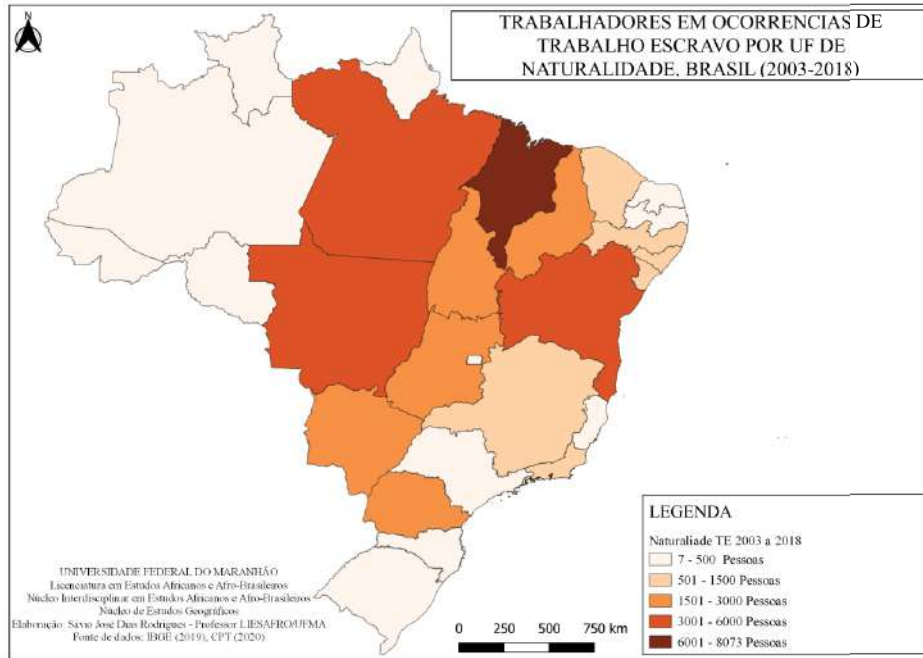 N
TRABALHADORES EM OCORRENCIAS DE
TRABALHO ESCRAVO POR UF DE
NATURALIDADE, BRASIL (2003-2018)
LEGENDA
Naturaliade TE 2003 a 2018
7 - 500 Pessoas
501 - 1500 Pessoas
1501 - 3000 Pessoas
3001 - 6000 Pessoas
6001 - 8073 Pessoas
UNIVERSIDADE FEDERAL DO MARANHÃO
Licenciatura em Estudos Africanos e Afro-Brasileiros
Núcleo Interdisciplinar em Estudos Africanos e Afro-Brasileiros
Núcleo de Estudos Geográficos
Elaboração: Sávio José Dias Rodrigues - Professor LIESAFRO/UFMA
Fonte de dados: IBGE (2019), CPT (2020)
0 250 500 750 km